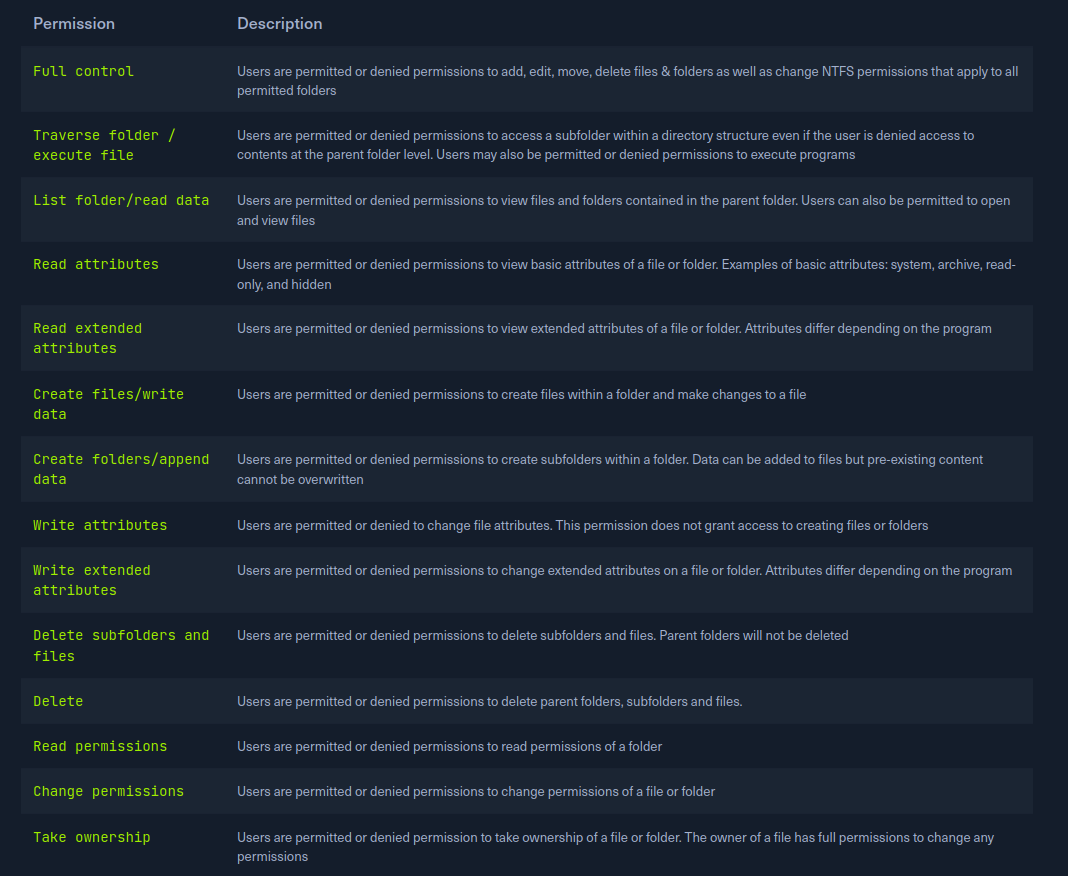 Permission Description
Full control Users are permitted or denied permissions to add, edit, move, delete files & folders as well as change NTFS permissions that apply to all
permitted folders
Traverse folder / Users are permitted or denied permissions to access a subfolder within a directory structure even if the user is denied access to
execute file contents at the parent folder level. Users may also be permitted or denied permissions to execute programs
List folder/read data Users are permitted or denied permissions to view files and folders contained in the parent folder. Users can also be permitted to open
and view files
Read attributes Users are permitted or denied permissions to view basic attributes of a file or folder. Examples of basic attributes: system, archive, read-
only, and hidden
Read extended Users are permitted or denied permissions to view extended attributes of a file or folder. Attributes differ depending on the program
attributes
Create files/write Users are permitted or denied permissions to create files within a folder and make changes to a file
data
Create folders/append Users are permitted or denied permissions to create subfolders within a folder. Data can be added to files but pre-existing content
data cannot be overwritten
Write attributes Users are permitted or denied to change file attributes. This permission does not grant access to creating files or folders
Write extended Users are permitted or denied permissions to change extended attributes on a file or folder. Attributes differ depending on the program
attributes
Delete subfolders and Users are permitted or denied permissions to delete subfolders and files. Parent folders will not be deleted
files
Delete Users are permitted or denied permissions to delete parent folders, subfolders and files.
Read permissions Users are permitted or denied permissions to read permissions of a folder
Change permissions Users are permitted or denied permissions to change permissions of a file or folder
Take ownership Users are permitted or denied permission to take ownership of a file or folder. The owner of a file has full permissions to change any
permissions